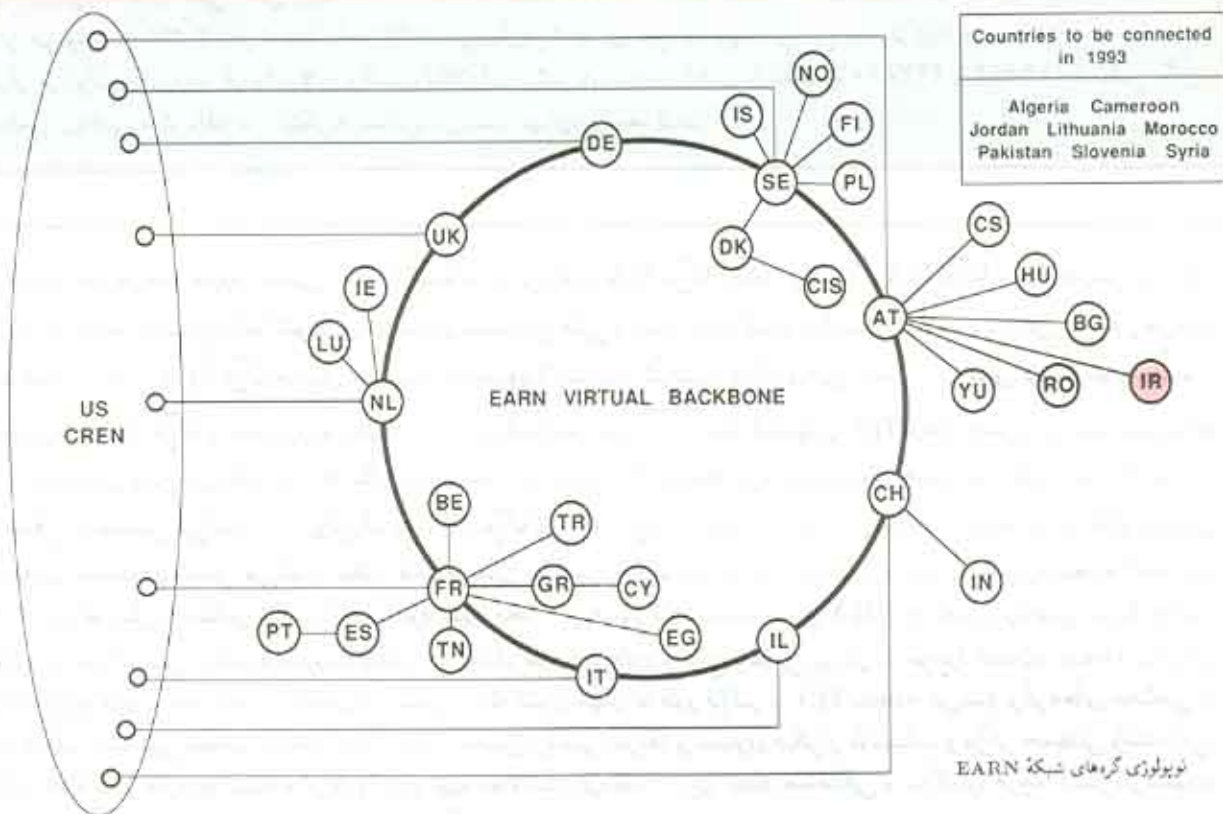 Countries to be connected
in 1993
Algeria Cameroon
Jordan Lithuania Morocco
Pakistan Slovenia Syria
NO
IS
FI
DE
SE
PL
CS
UK
DK
HU
IE
CIS
AT
BG
LU
IR
YU
RO
NL
EARN VIRTUAL BACKBONE
US
CREN
CH
BE
TR
FR
GR
CY
IN
PT
ES
TN
EG
IL
IT
توپولوژی گره‌های شبکهٔ EARN